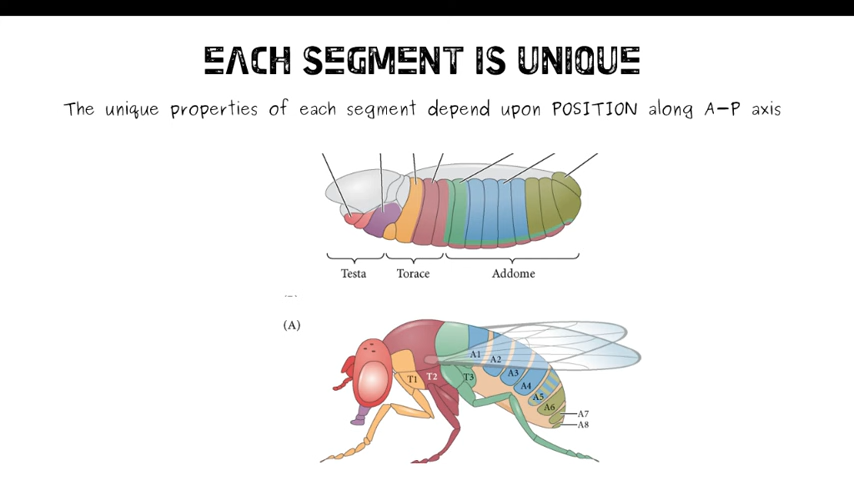 EACH SEGMENT IS UNIQUE
The unique properties of each segment depend upon POSITION along A-P axis
Testa Torace Addome
(A)
A1
A2
T1 T2 T3 A3
A4
A5
A6
A7
A8